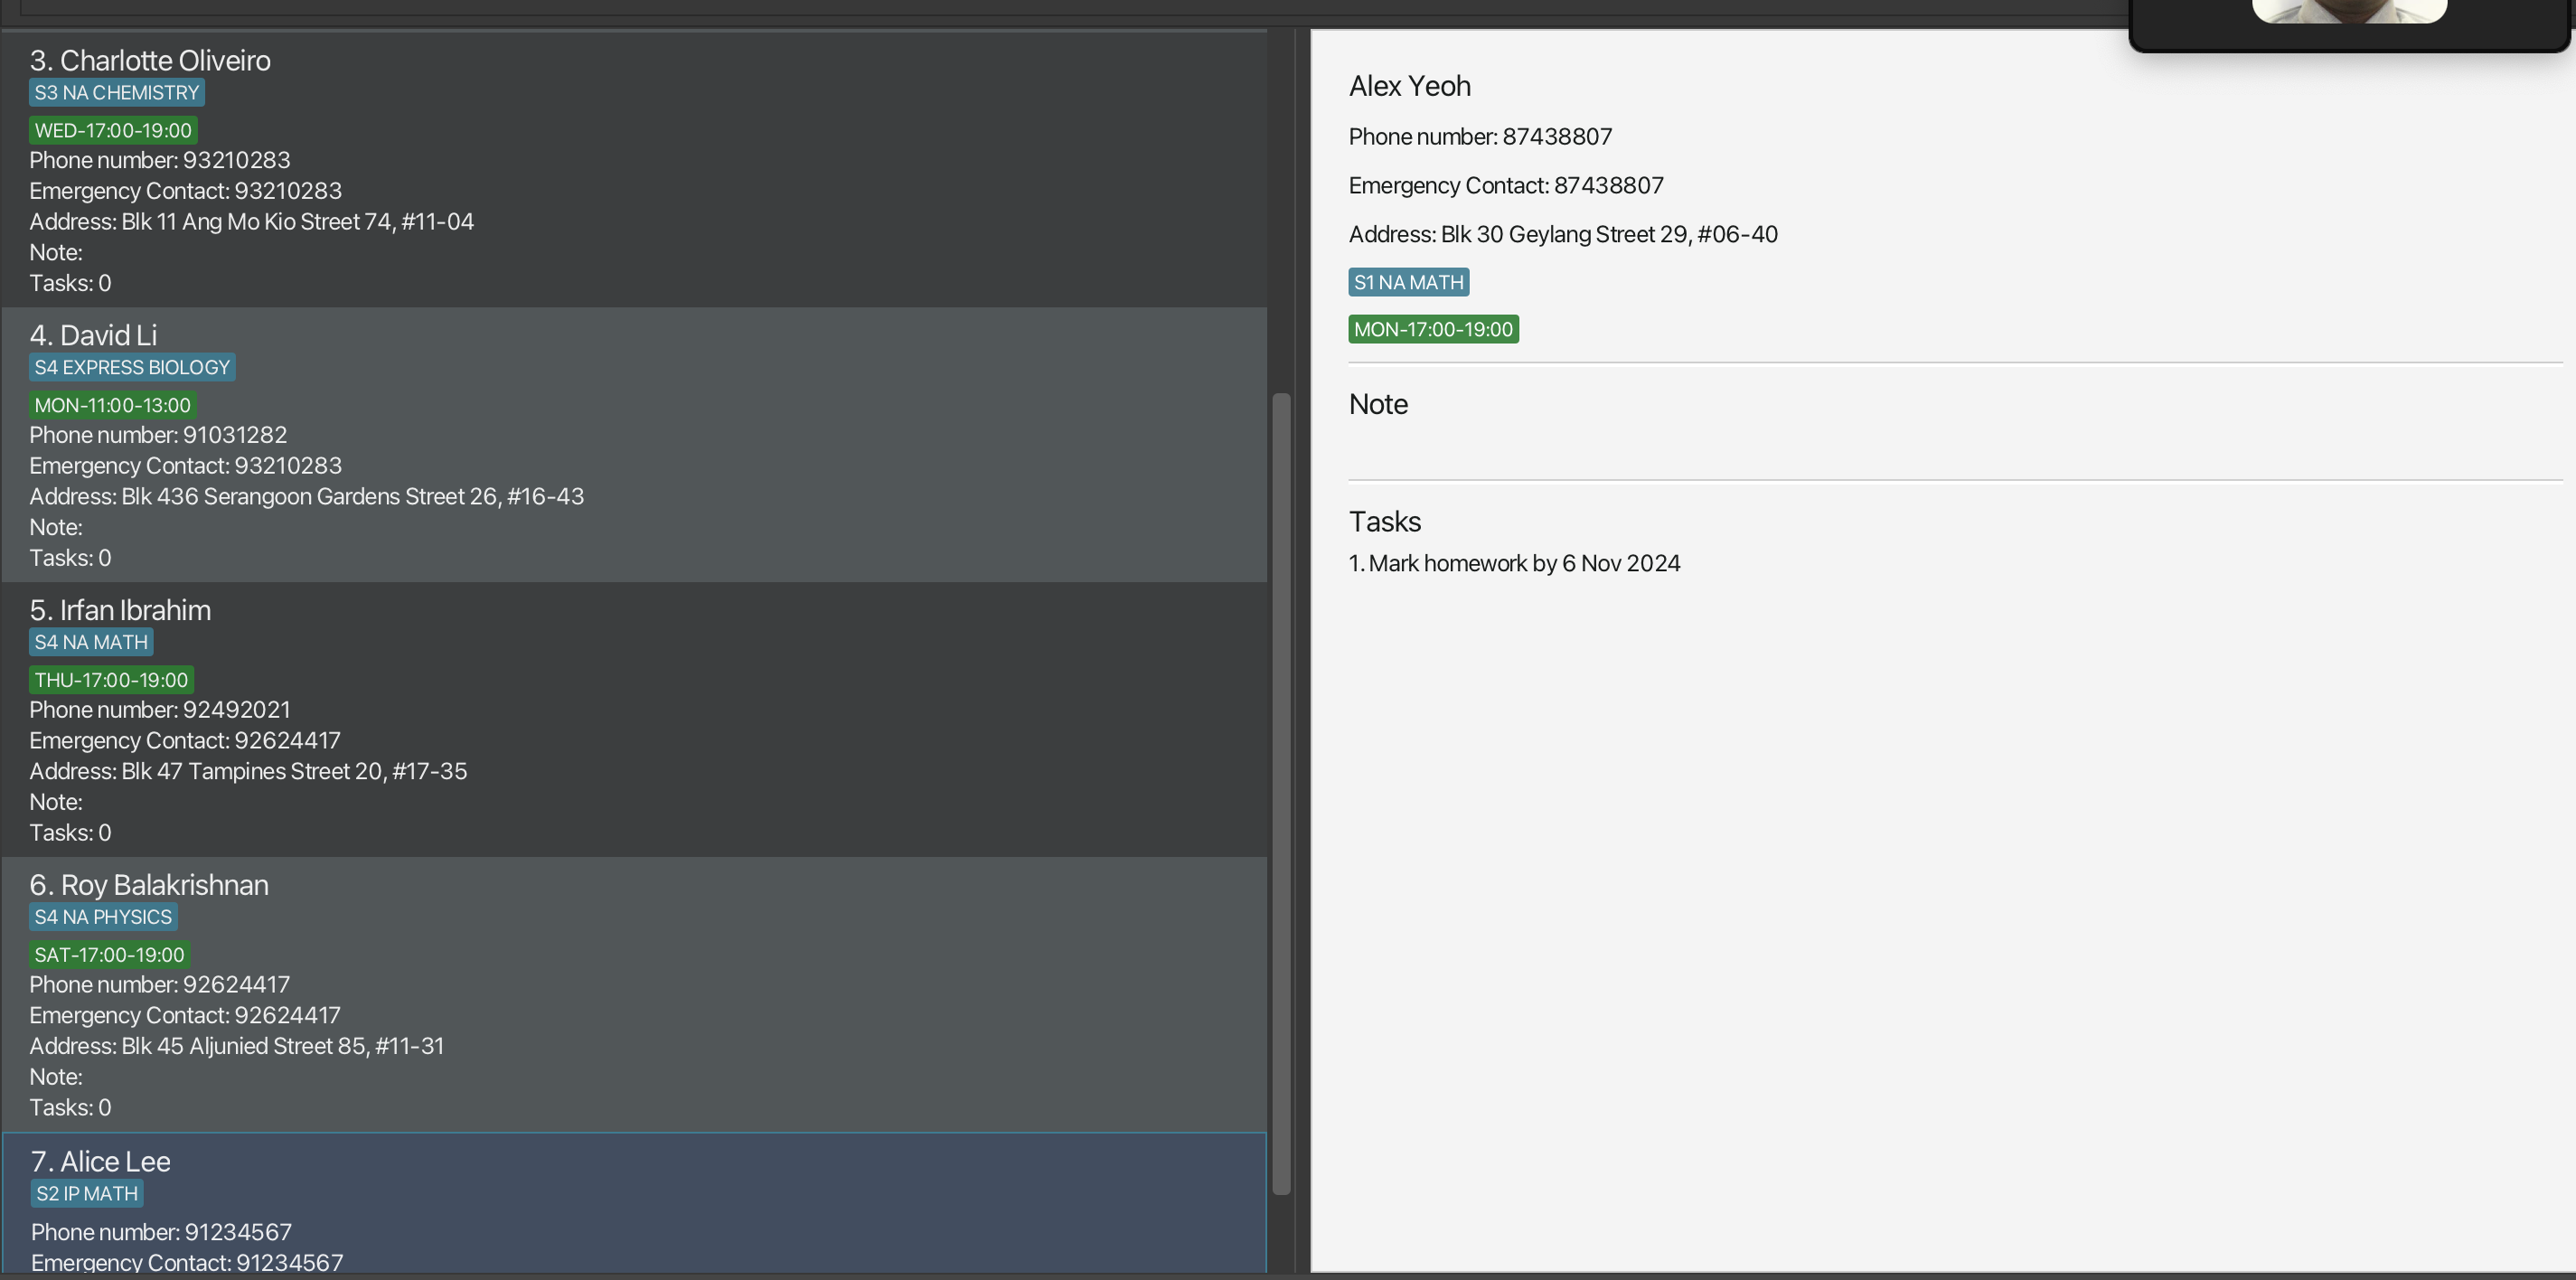 3. Charlotte Oliveiro
S3 NA CHEMISTRY
WED-17:00-19:00
Phone number: 93210283
Emergency Contact: 93210283
Address: Blk 11 Ang Mo Kio Street 74, #11-04
Note:
Tasks: 0
4. David Li
S4 EXPRESS BIOLOGY
MON-11:00-13:00
Phone number: 91031282
Emergency Contact: 93210283
Address: Blk 436 Serangoon Gardens Street 26, #16-43
Note:
Tasks: 0
5. Irfan Ibrahim
S4 NA MATH
THU-17:00-19:00
Phone number: 92492021
Emergency Contact: 92624417
Address: Blk 47 Tampines Street 20, #17-35
Note:
Tasks: 0
6. Roy Balakrishnan
S4 NA PHYSICS
SAT-17:00-19:00
Phone number: 92624417
Emergency Contact: 92624417
Address: Blk 45 Aljunied Street 85, #11-31
Note:
Tasks: 0
7. Alice Lee
S2 IP MATH
Phone number: 91234567
Emergency Contact: 91234567
Alex Yeoh
Phone number: 87438807
Emergency Contact: 87438807
Address: Blk 30 Geylang Street 29, #06-40
S1 NA MATH
MON-17:00-19:00
Note
Tasks
1. Mark homework by 6 Nov 2024